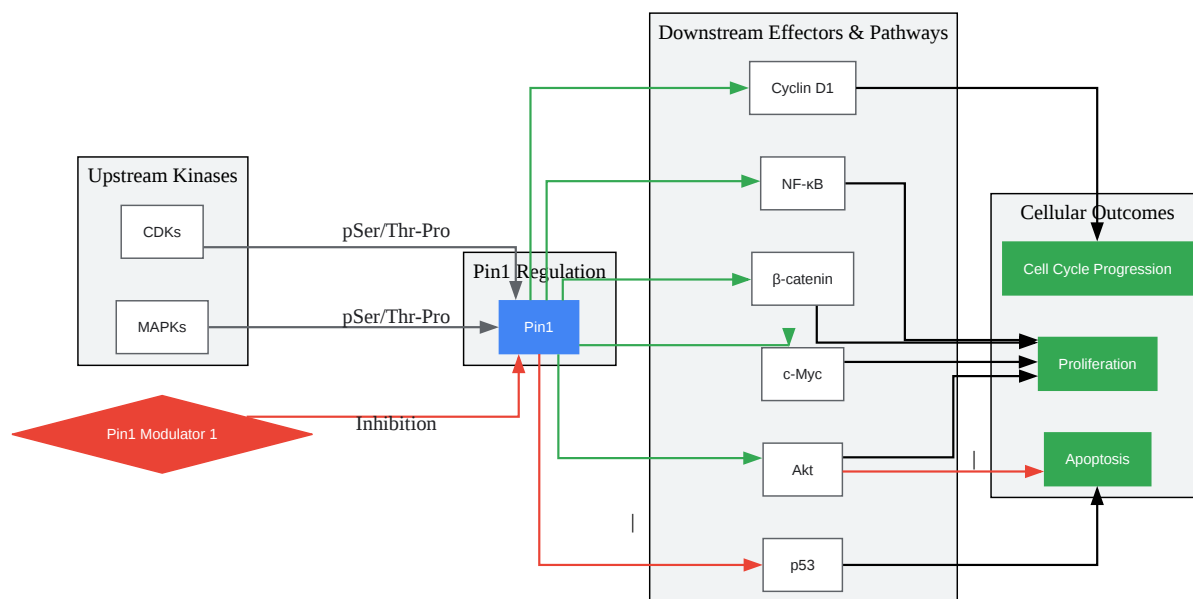 Downstream Effectors & Pathways
Cyclin D1
Upstream Kinases
NF-κB
CDKs
pSer/Thr-Pro
Cellular Outcomes
Pin1 Regulation
β-catenin
Cell Cycle Progression
MAPKs
pSer/Thr-Pro
Pin1
c-Myc
Proliferation
Pin1 Modulator 1
Inhibition
Akt
|
Apoptosis
|
p53